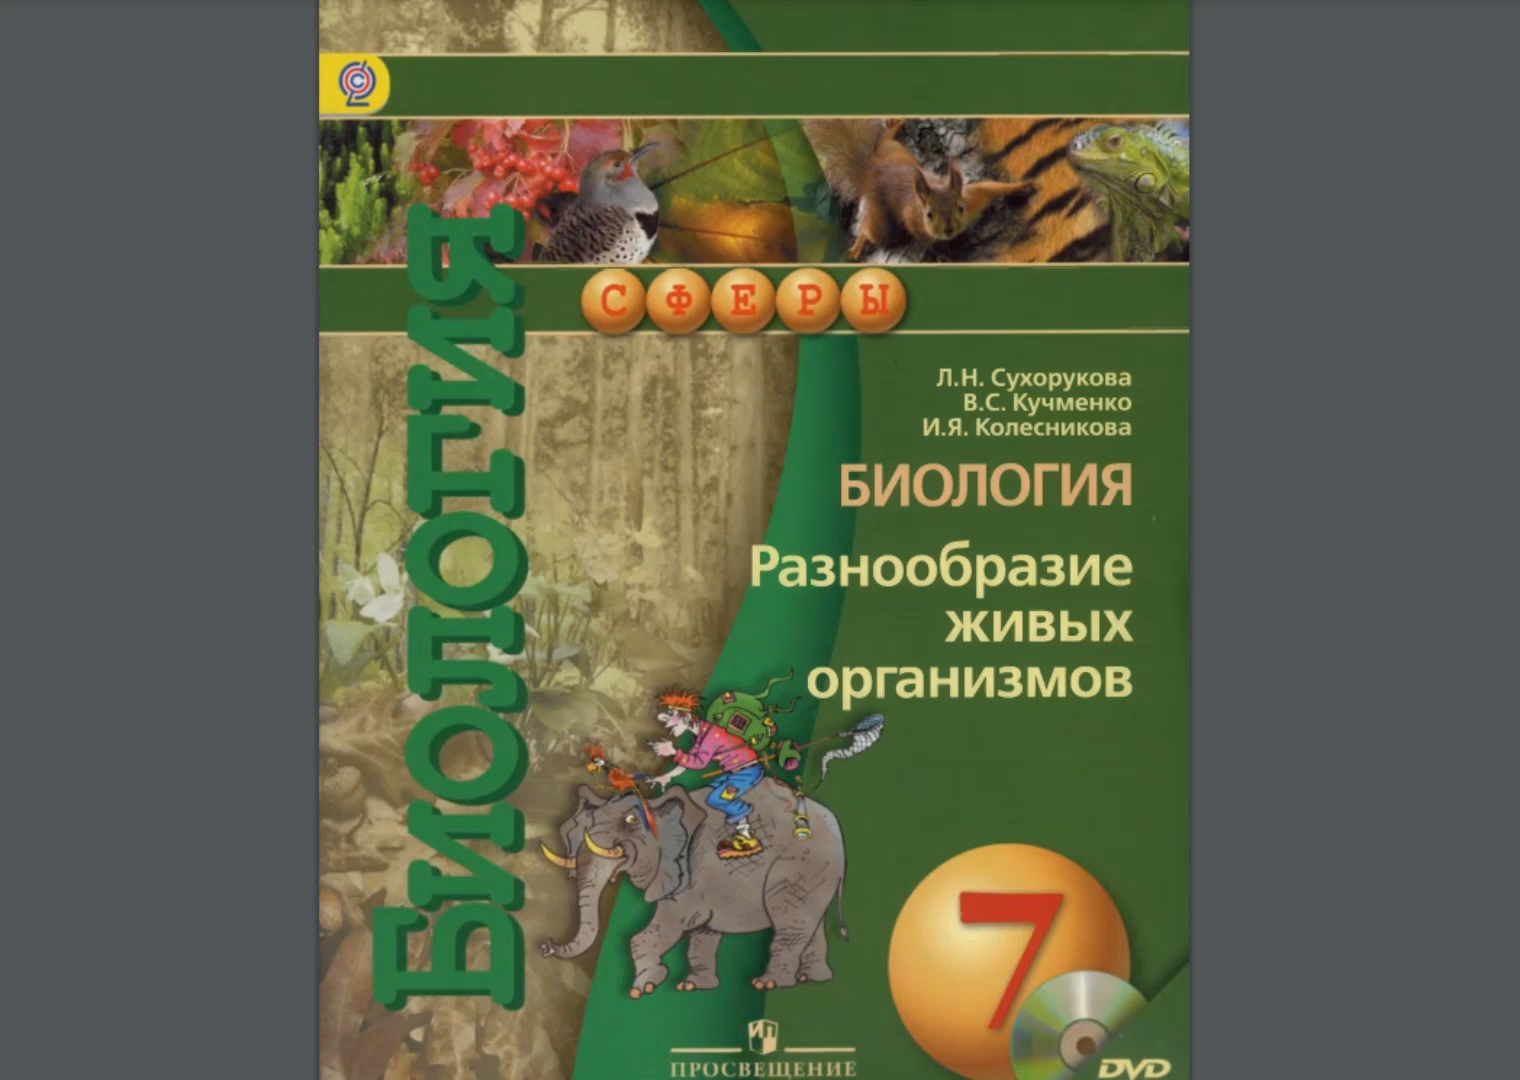 БИОЛОГИЯ
СФЕРЫ
Л.Н. Сухорукова
В.С. Кучменко
И.Я. Колесникова
БИОЛОГИЯ
Разнообразие
живых
организмов
7
DVD
ПРОСВЕЩЕНИЕ